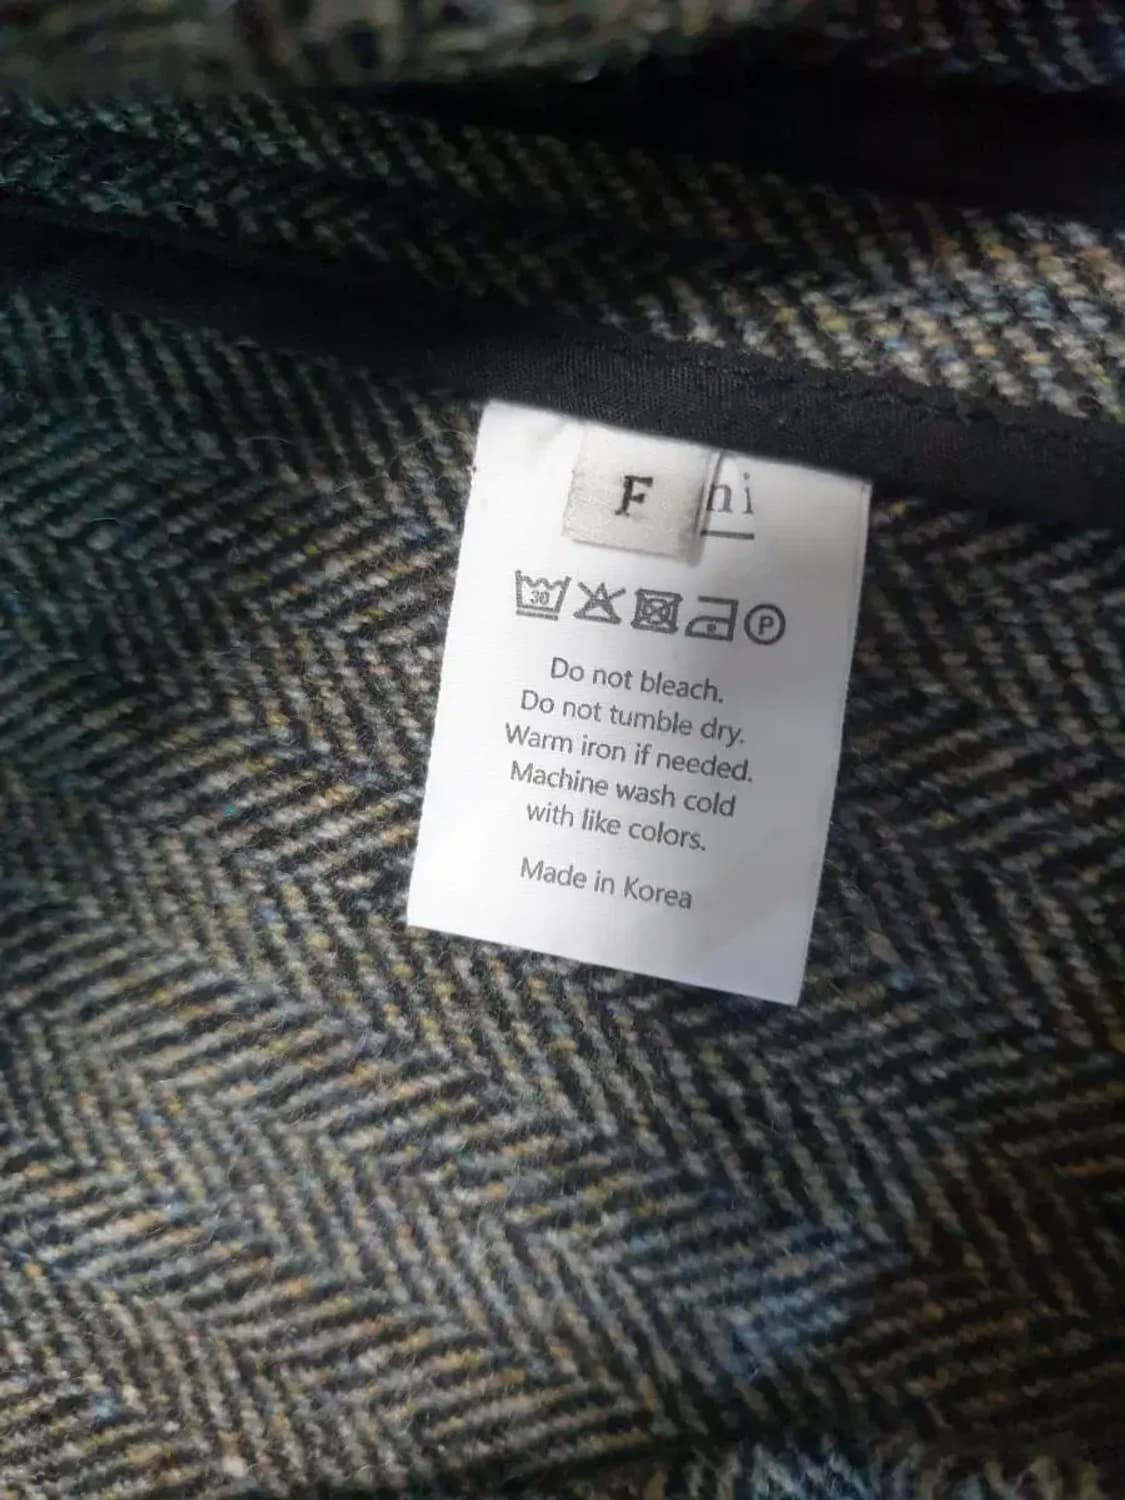 F ni
30 P
Do not bleach.
Do not tumble dry.
Warm iron if needed.
Machine wash cold
with like colors.
Made in Korea